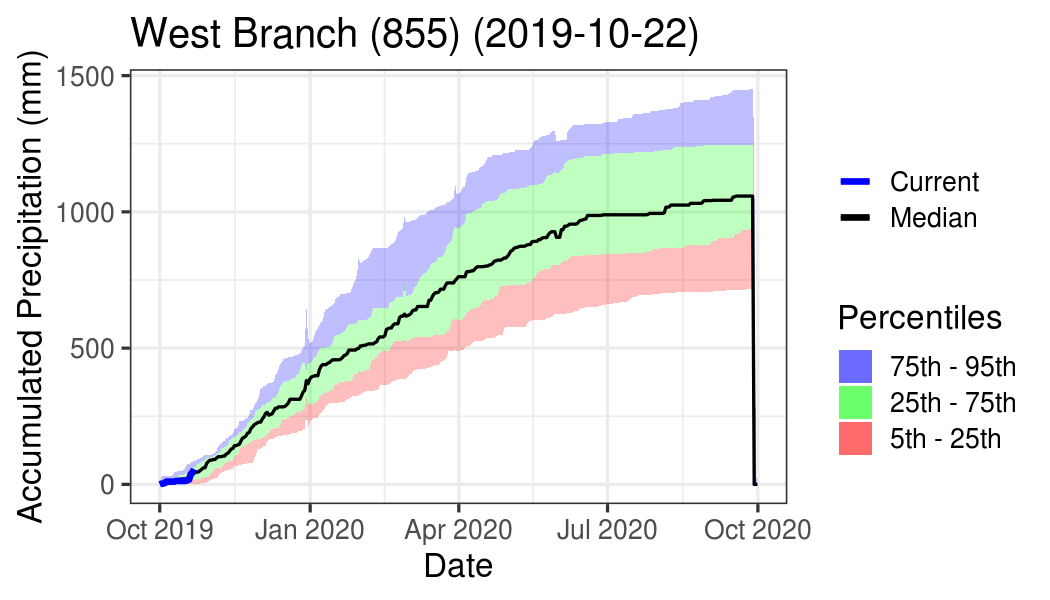 West Branch (855) (2019-10-22)
Accumulated Precipitation (mm)
1500
1000
500
0
Oct 2019
Jan 2020
Apr 2020
Jul 2020
Oct 2020
Date
Current
Median
Percentiles
75th - 95th
25th - 75th
5th - 25th